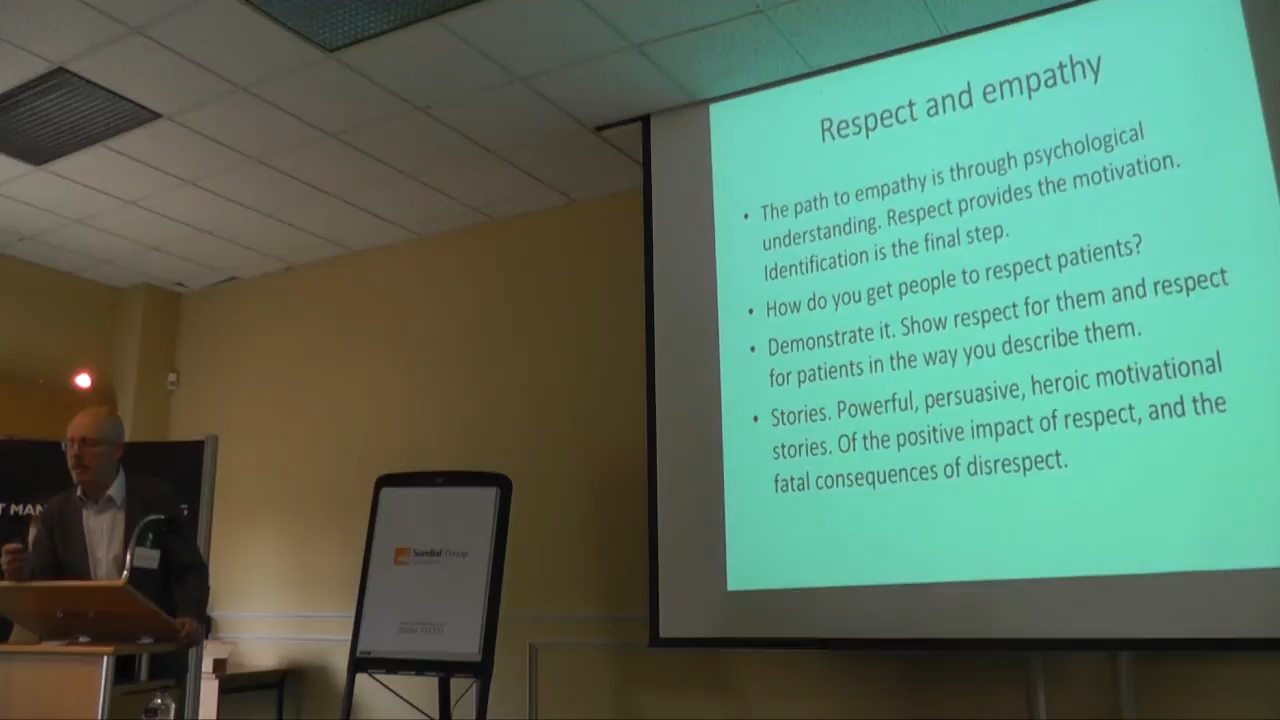 Respect and empathy
• The path to empathy is through psychological
understanding. Respect provides the motivation.
Identification is the final step.
• How do you get people to respect patients?
• Demonstrate it. Show respect for them and respect
for patients in the way you describe them.
• Stories. Powerful, persuasive, heroic motivational
stories. Of the positive impact of respect, and the
fatal consequences of disrespect.
Sundial Group
T MAN